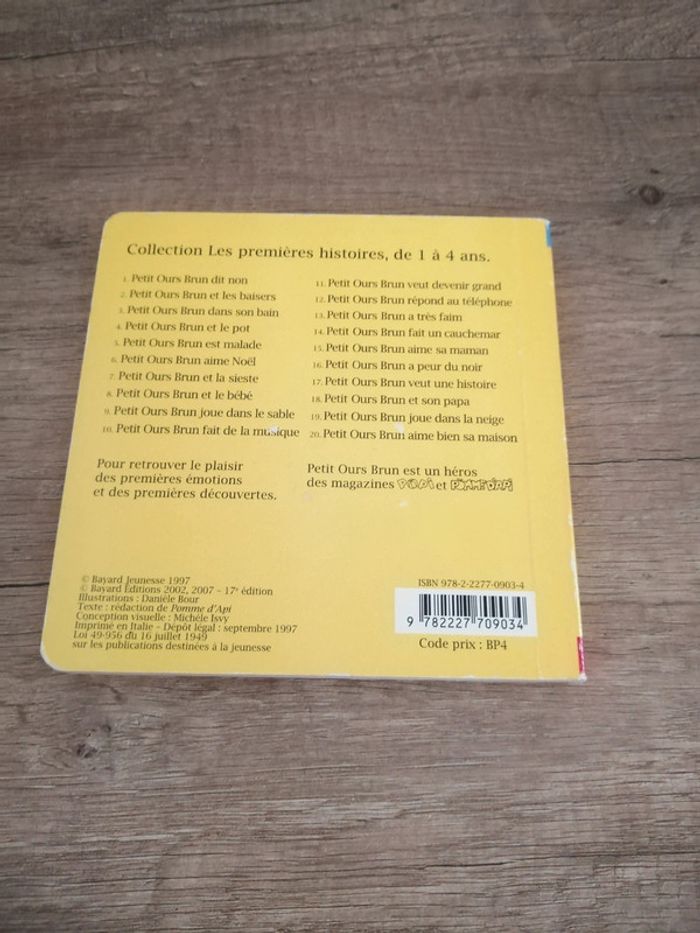 Collection Les premières histoires, de 1 à 4 ans.
1. Petit Ours Brun dit non
2. Petit Ours Brun et les baisers
3. Petit Ours Brun dans son bain
4. Petit Ours Brun et le pot
5. Petit Ours Brun est malade
6. Petit Ours Brun aime Noël
7. Petit Ours Brun et la sieste
8. Petit Ours Brun et le bébé
9. Petit Ours Brun joue dans le sable
10. Petit Ours Brun fait de la musique
11. Petit Ours Brun veut devenir grand
12. Petit Ours Brun répond au téléphone
13. Petit Ours Brun a très faim
14. Petit Ours Brun fait un cauchemar
15. Petit Ours Brun aime sa maman
16. Petit Ours Brun a peur du noir
17. Petit Ours Brun veut une histoire
18. Petit Ours Brun et son papa
19. Petit Ours Brun joue dans la neige
20. Petit Ours Brun aime bien sa maison
Pour retrouver le plaisir
des premières émotions
et des premières découvertes.
Petit Ours Brun est un héros
des magazines POPi et POMME D'API
© Bayard Jeunesse 1997
© Bayard Éditions 2002, 2007 - 17e édition
Illustrations : Danièle Bour
Texte : rédaction de Pomme d'Api
Conception visuelle : Michèle Isvy
Imprimé en Italie - Dépôt légal : septembre 1997
Loi 49-956 du 16 juillet 1949
sur les publications destinées à la jeunesse
ISBN 978-2-2277-0903-4
9 782227 709034
Code prix : BP4